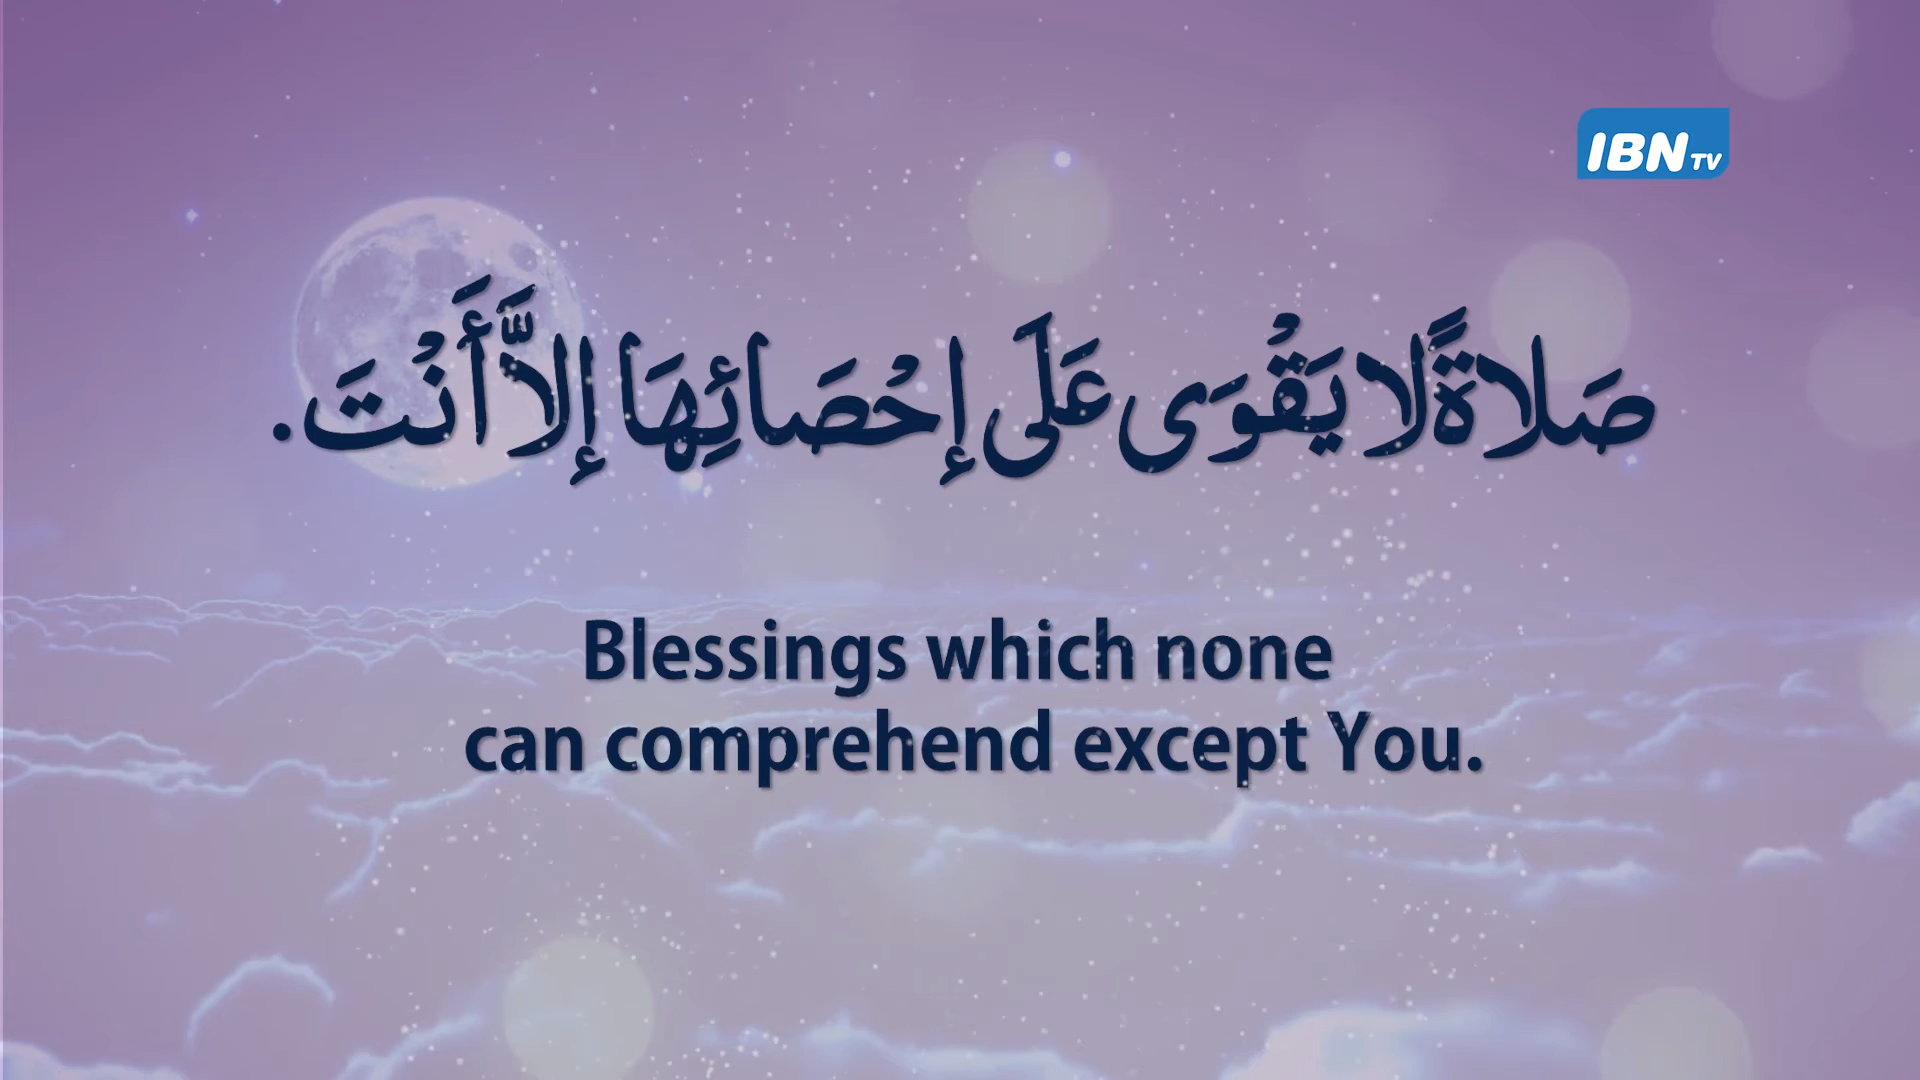 IBN TV
صَلاةً لا يَقْوَى عَلَى إِحْصَائِهَا إِلاَّ أَنْتَ.
Blessings which none
can comprehend except You.